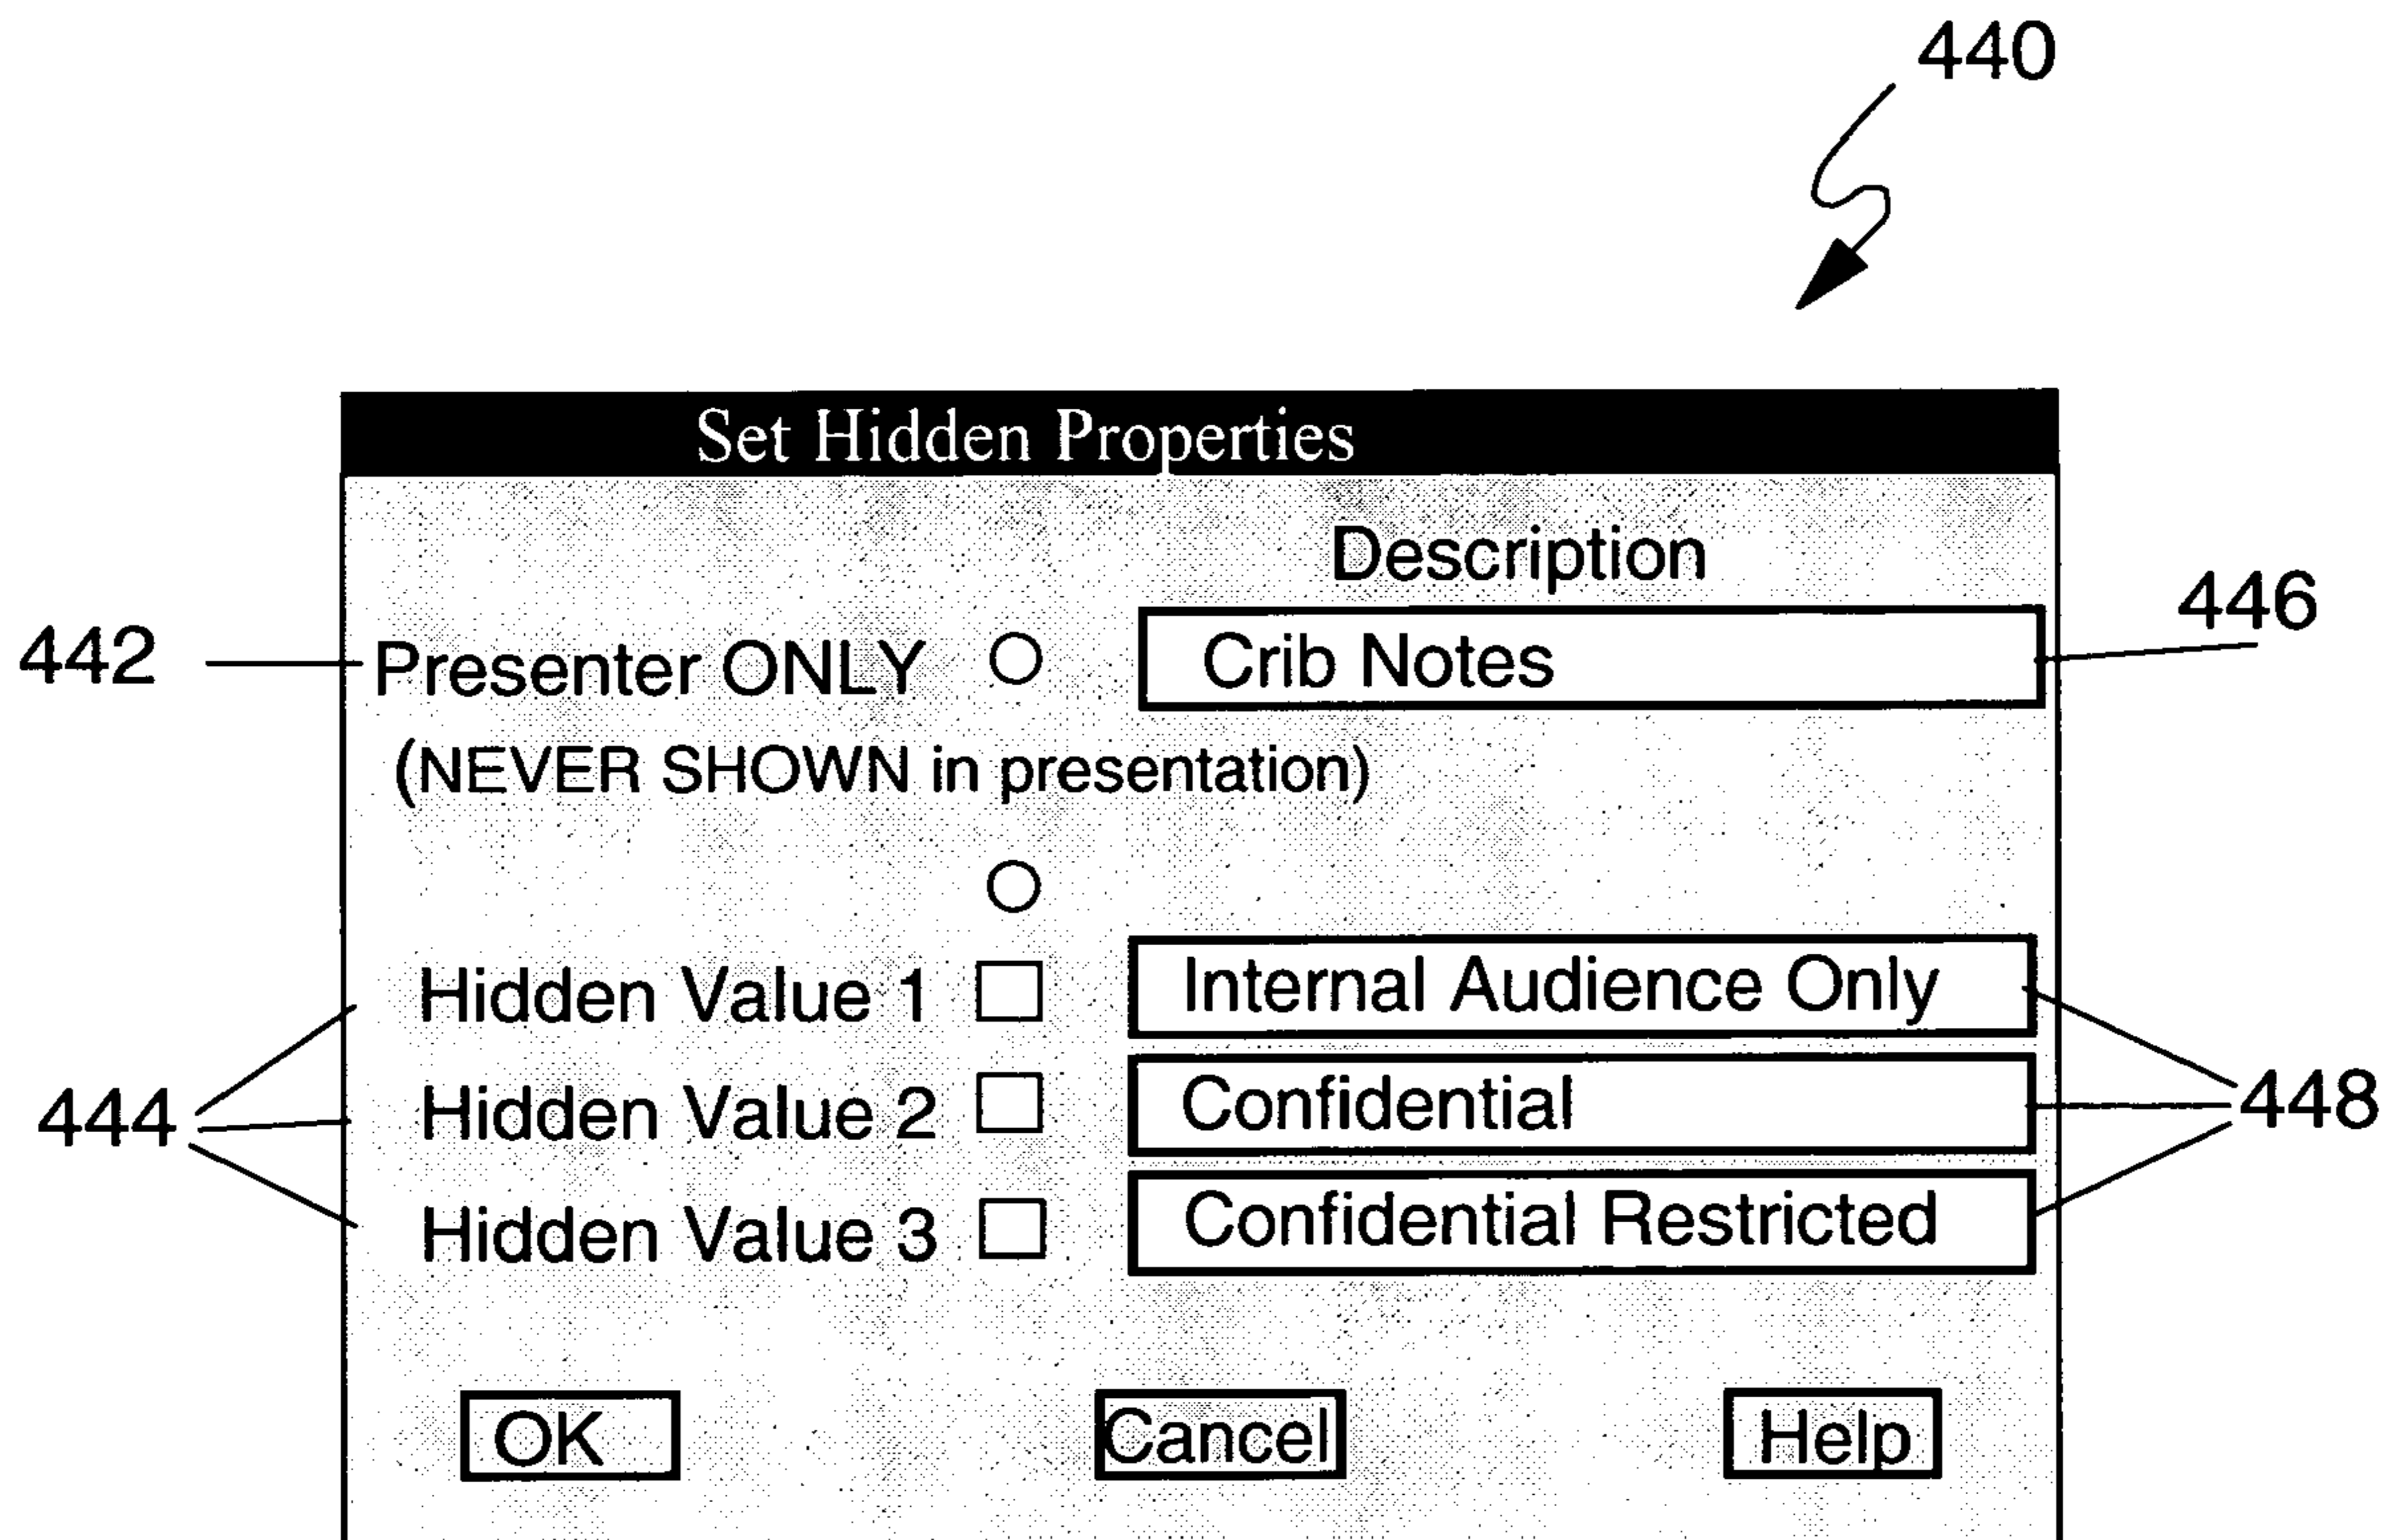 440
Set Hidden Properties
Description
446
442 Presenter ONLY Crib Notes
(NEVER SHOWN in presentation)
Hidden Value 1 Internal Audience Only
444 Hidden Value 2 Confidential 448
Hidden Value 3 Confidential Restricted
OK Cancel Help